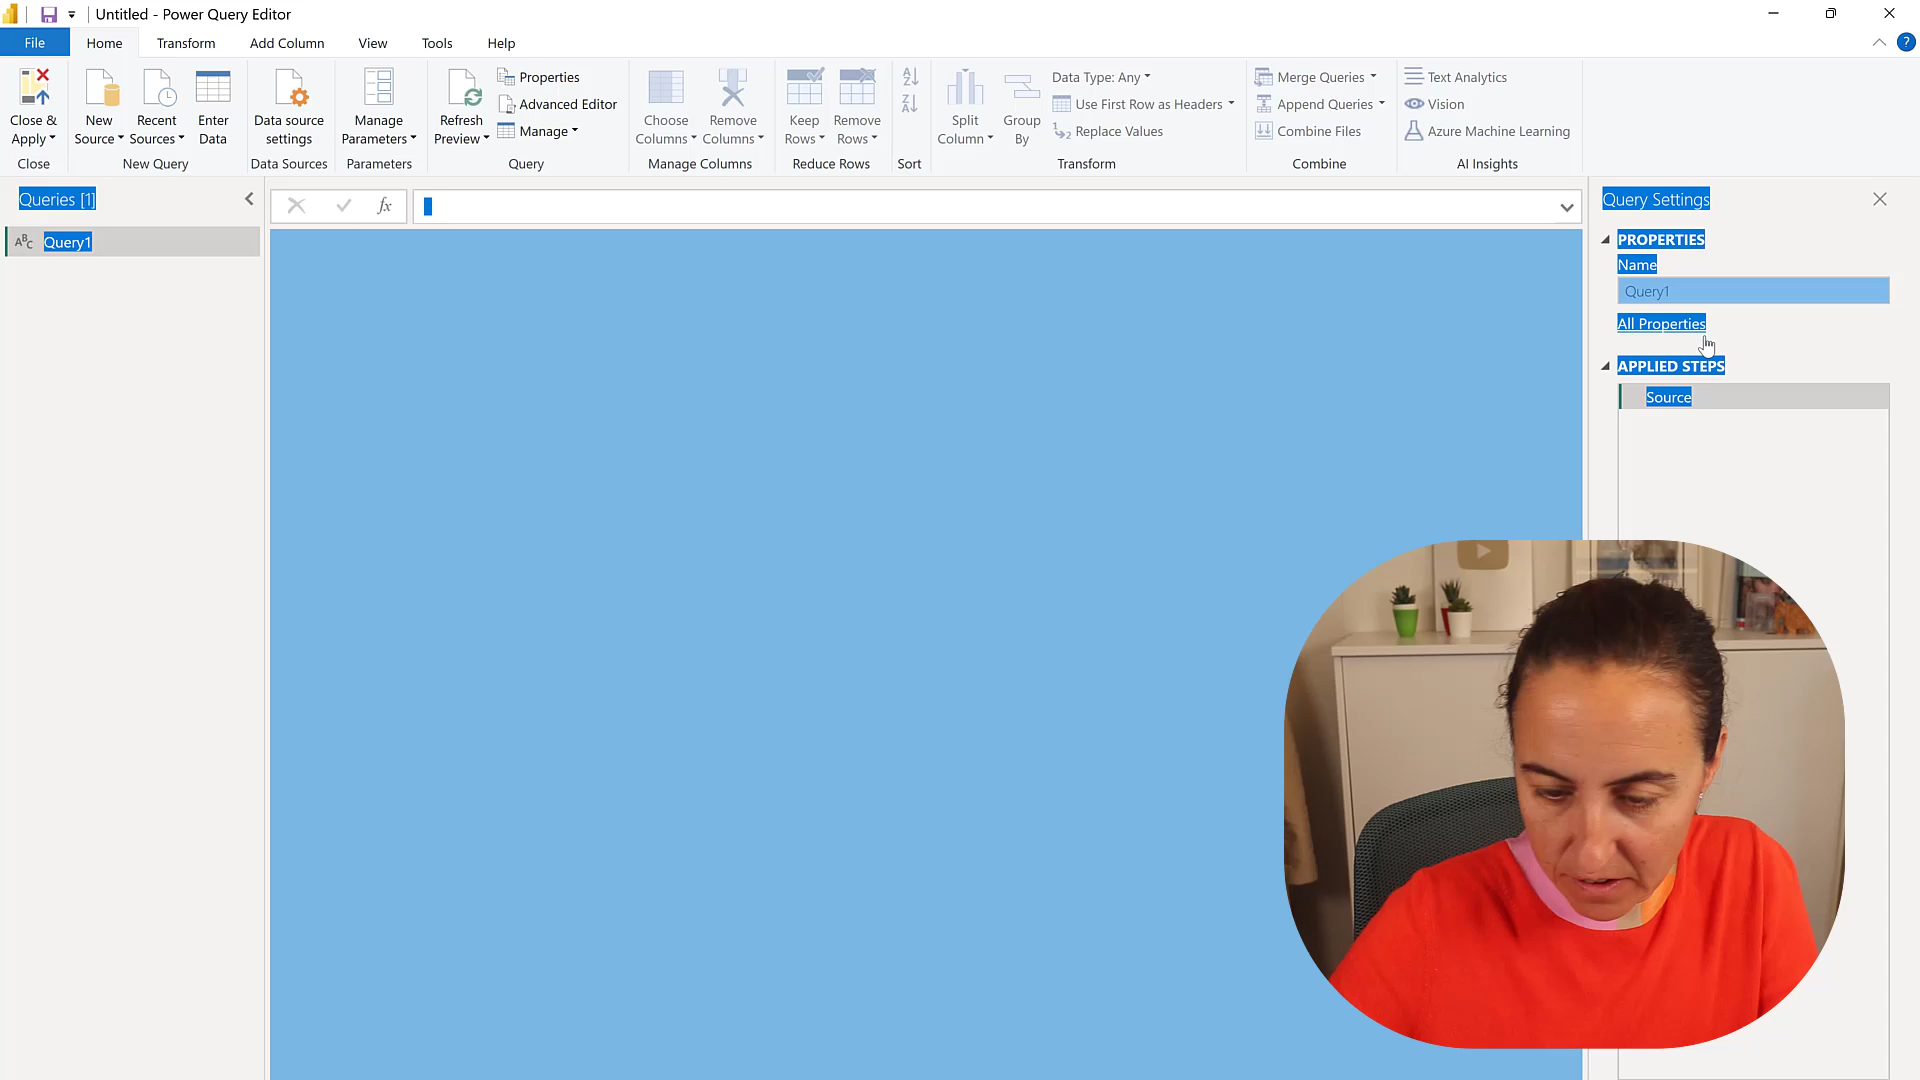 Untitled - Power Query Editor
File Home Transform Add Column View Tools Help
Close & Apply
New Source
Recent Sources
Enter Data
Data source settings
Manage Parameters
Refresh Preview
Properties
Advanced Editor
Manage
Choose Columns
Remove Columns
Keep Rows
Remove Rows
Split Column
Group By
Data Type: Any
Use First Row as Headers
Replace Values
Merge Queries
Append Queries
Combine Files
Text Analytics
Vision
Azure Machine Learning
Close
New Query
Data Sources
Parameters
Query
Manage Columns
Reduce Rows
Sort
Transform
Combine
AI Insights
Queries [1]
fx
Query Settings
ABC Query1
PROPERTIES
Name
Query1
All Properties
APPLIED STEPS
Source